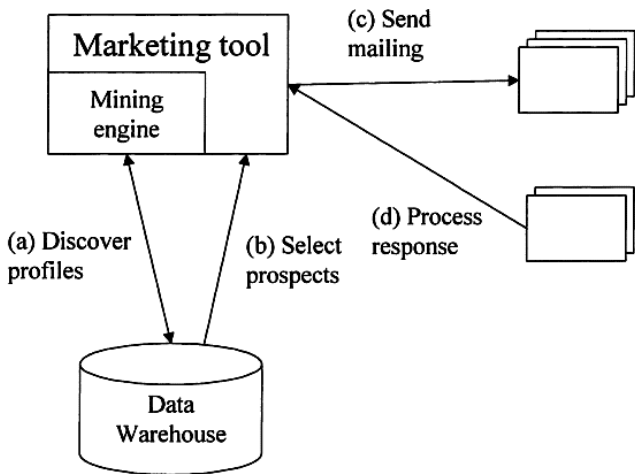 Marketing tool
Mining
engine
(c) Send
mailing
(a) Discover
profiles
(b) Select
prospects
(d) Process
response
Data
Warehouse